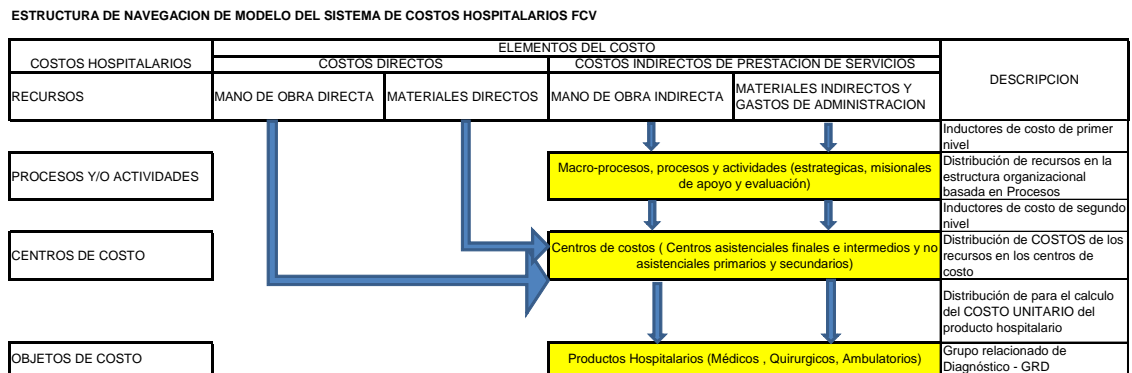 ESTRUCTURA DE NAVEGACION DE MODELO DEL SISTEMA DE COSTOS HOSPITALARIOS FCV
ELEMENTOS DEL COSTO
COSTOS HOSPITALARIOS
COSTOS DIRECTOS
COSTOS INDIRECTOS DE PRESTACION DE SERVICIOS
DESCRIPCION
RECURSOS
MANO DE OBRA DIRECTA
MATERIALES DIRECTOS
MANO DE OBRA INDIRECTA
MATERIALES INDIRECTOS Y
GASTOS DE ADMINISTRACION
Inductores de costo de primer
nivel
PROCESOS Y/O ACTIVIDADES
Macro-procesos, procesos y actividades (estrategicas, misionales
de apoyo y evaluación)
Distribución de recursos en la
estructura organizacional
basada en Procesos
Inductores de costo de segundo
nivel
CENTROS DE COSTO
Centros de costos ( Centros asistenciales finales e intermedios y no
asistenciales primarios y secundarios)
Distribución de COSTOS de los
recursos en los centros de
costo
Distribución de para el calculo
del COSTO UNITARIO del
producto hospitalario
OBJETOS DE COSTO
Productos Hospitalarios (Médicos , Quirurgicos, Ambulatorios)
Grupo relacionado de
Diagnóstico - GRD